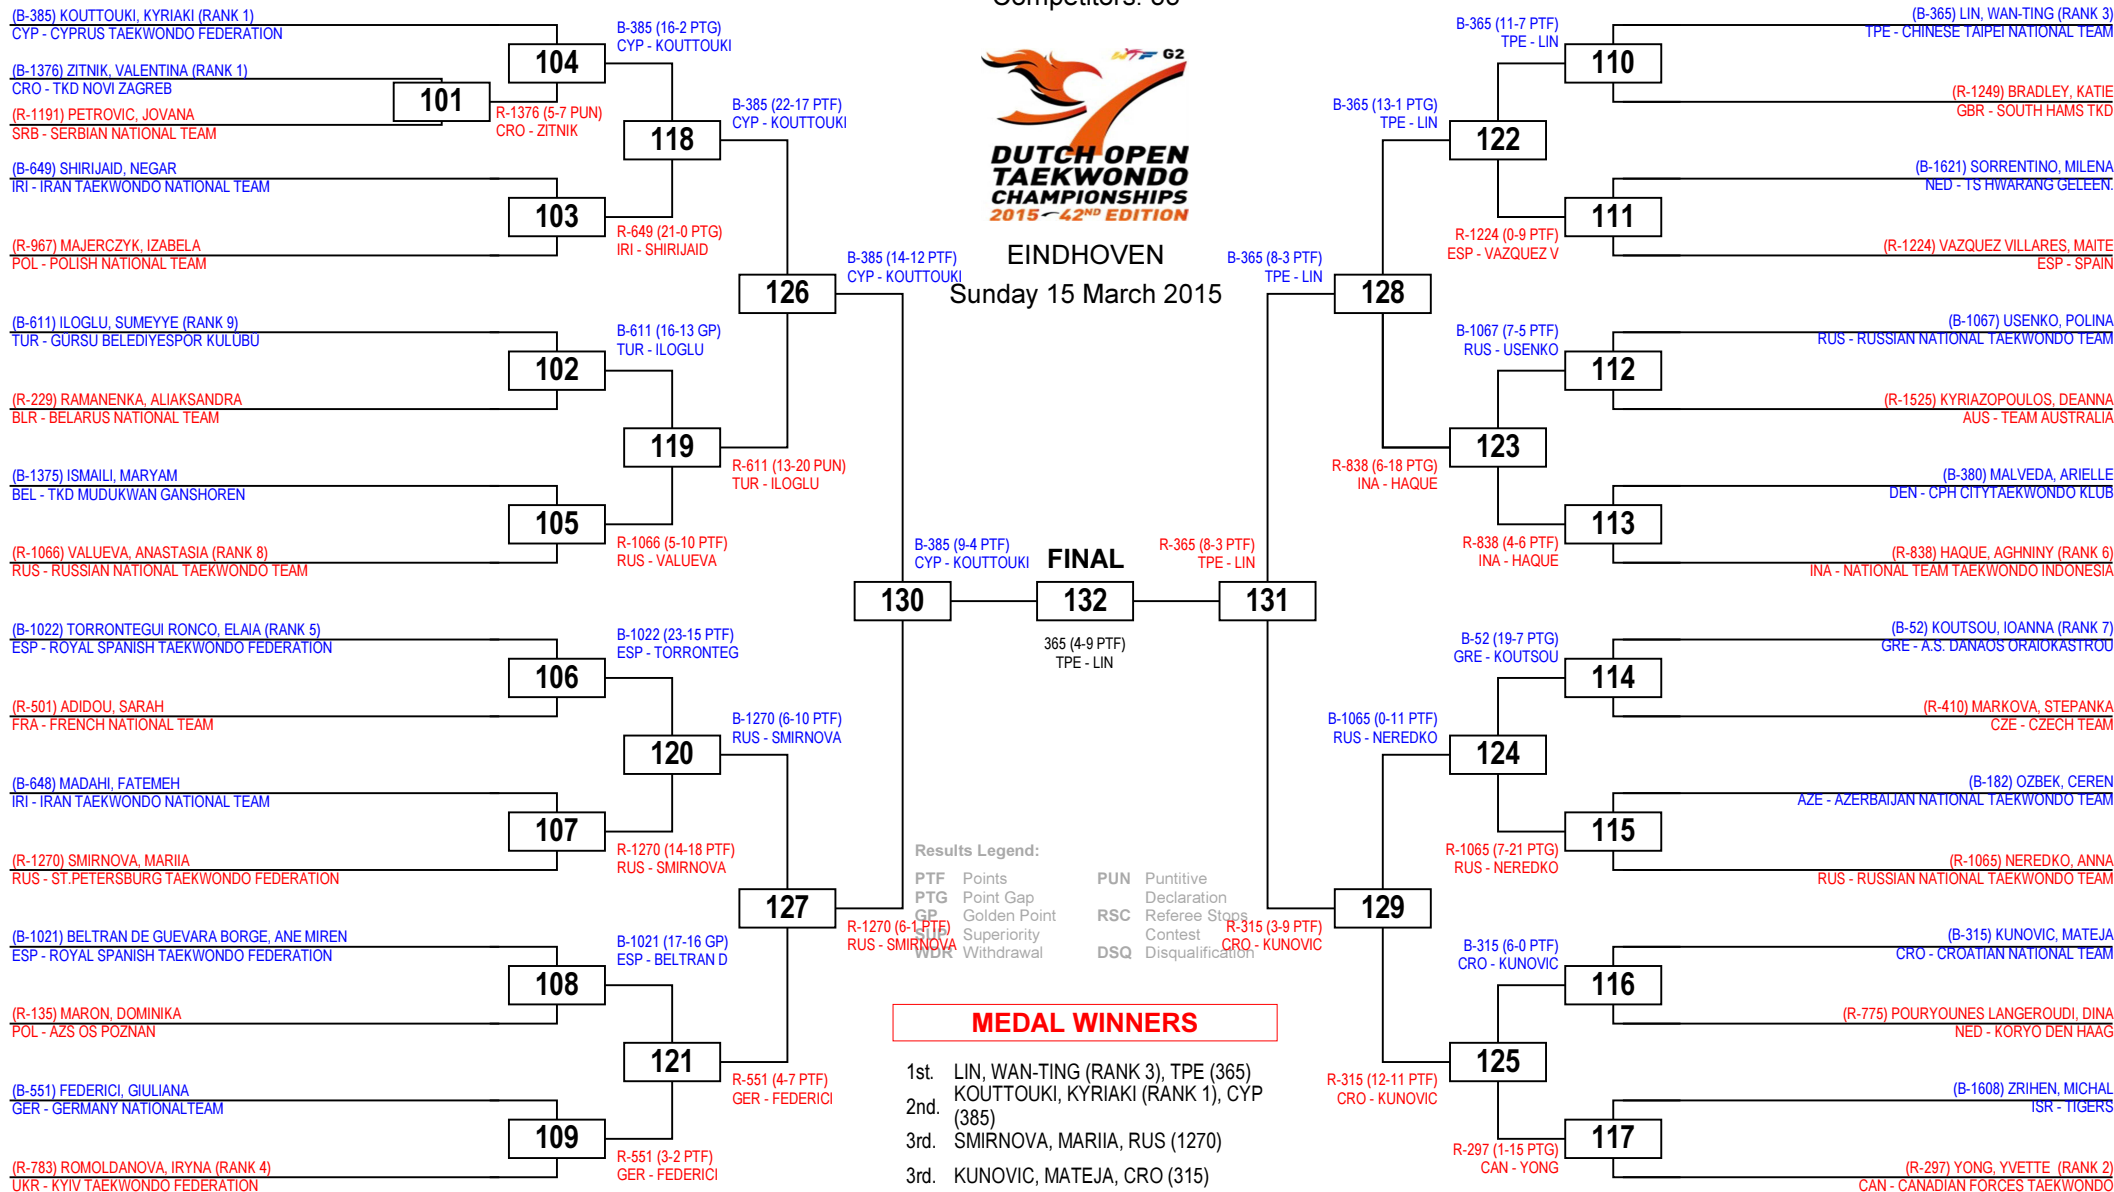 (B-385) KOUTTOUKI, KYRIAKI (RANK 1)
CYP - CYPRUS TAEKWONDO FEDERATION
(B-1376) ZITNIK, VALENTINA (RANK 1)
CRO - TKD NOVI ZAGREB
(R-1191) PETROVIC, JOVANA
SRB - SERBIAN NATIONAL TEAM
(B-649) SHIRIJAID, NEGAR
IRI - IRAN TAEKWONDO NATIONAL TEAM
(R-967) MAJERCZYK, IZABELA
POL - POLISH NATIONAL TEAM
(B-611) ILOGLU, SUMEYYE (RANK 9)
TUR - GÜRSU BELEDIYESPOR KULÜBÜ
(R-229) RAMANENKA, ALIAKSANDRA
BLR - BELARUS NATIONAL TEAM
(B-1375) ISMAILI, MARYAM
BEL - TKD MUDUKWAN GANSHOREN
(R-1066) VALUEVA, ANASTASIA (RANK 8)
RUS - RUSSIAN NATIONAL TAEKWONDO TEAM
(B-1022) TORRONTEGUI RONCO, ELAIA (RANK 5)
ESP - ROYAL SPANISH TAEKWONDO FEDERATION
(R-501) ADIDOU, SARAH
FRA - FRENCH NATIONAL TEAM
(B-648) MADAHI, FATEMEH
IRI - IRAN TAEKWONDO NATIONAL TEAM
(R-1270) SMIRNOVA, MARIIA
RUS - ST.PETERSBURG TAEKWONDO FEDERATION
(B-1021) BELTRAN DE GUEVARA BORGE, ANE MIREN
ESP - ROYAL SPANISH TAEKWONDO FEDERATION
(R-135) MARON, DOMINIKA
POL - AZS OS POZNAN
(B-551) FEDERICI, GIULIANA
GER - GERMANY NATIONALTEAM
(R-783) ROMOLDANOVA, IRYNA (RANK 4)
UKR - KYIV TAEKWONDO FEDERATION
101
R-1376 (5-7 PUN)
CRO - ZITNIK
104
103
102
105
106
107
108
109
B-385 (16-2 PTG)
CYP - KOUTTOUKI
118
R-649 (21-0 PTG)
IRI - SHIRIJAID
B-611 (16-13 GP)
TUR - ILOGLU
119
R-1066 (5-10 PTF)
RUS - VALUEVA
B-1022 (23-15 PTF)
ESP - TORRONTEG
120
R-1270 (14-18 PTF)
RUS - SMIRNOVA
B-1021 (17-16 GP)
ESP - BELTRAN D
121
R-551 (3-2 PTF)
GER - FEDERICI
B-385 (22-17 PTF)
CYP - KOUTTOUKI
126
R-611 (13-20 PUN)
TUR - ILOGLU
B-1270 (6-10 PTF)
RUS - SMIRNOVA
127
R-551 (4-7 PTF)
GER - FEDERICI
B-385 (14-12 PTF)
CYP - KOUTTOUKI
130
R-1270 (6-1 PTF)
RUS - SMIRNOVA
WTF G2
DUTCH OPEN
TAEKWONDO
CHAMPIONSHIPS
2015 42ND EDITION
EINDHOVEN
Sunday 15 March 2015
B-385 (9-4 PTF)
CYP - KOUTTOUKI
FINAL
132
365 (4-9 PTF)
TPE - LIN
R-365 (8-3 PTF)
TPE - LIN
Results Legend:
PTF Points
PTG Point Gap
GP Golden Point
SUP Superiority
WDR Withdrawal
PUN Puntitive
Declaration
RSC Referee Stops
Contest
DSQ Disqualification
MEDAL WINNERS
1st. LIN, WAN-TING (RANK 3), TPE (365)
2nd. KOUTTOUKI, KYRIAKI (RANK 1), CYP
(385)
3rd. SMIRNOVA, MARIIA, RUS (1270)
3rd. KUNOVIC, MATEJA, CRO (315)
B-365 (8-3 PTF)
TPE - LIN
131
R-315 (3-9 PTF)
CRO - KUNOVIC
B-365 (13-1 PTG)
TPE - LIN
128
R-838 (6-18 PTG)
INA - HAQUE
B-1065 (0-11 PTF)
RUS - NEREDKO
129
R-315 (12-11 PTF)
CRO - KUNOVIC
B-365 (11-7 PTF)
TPE - LIN
122
R-1224 (0-9 PTF)
ESP - VAZQUEZ V
B-1067 (7-5 PTF)
RUS - USENKO
123
R-838 (4-6 PTF)
INA - HAQUE
B-52 (19-7 PTG)
GRE - KOUTSOU
124
R-1065 (7-21 PTG)
RUS - NEREDKO
B-315 (6-0 PTF)
CRO - KUNOVIC
125
R-297 (1-15 PTG)
CAN - YONG
110
111
112
113
114
115
116
117
(B-365) LIN, WAN-TING (RANK 3)
TPE - CHINESE TAIPEI NATIONAL TEAM
(R-1249) BRADLEY, KATIE
GBR - SOUTH HAMS TKD
(B-1621) SORRENTINO, MILENA
NED - TS HWARANG GELEEN.
(R-1224) VAZQUEZ VILLARES, MAITE
ESP - SPAIN
(B-1067) USENKO, POLINA
RUS - RUSSIAN NATIONAL TAEKWONDO TEAM
(R-1525) KYRIAZOPOULOS, DEANNA
AUS - TEAM AUSTRALIA
(B-380) MALVEDA, ARIELLE
DEN - CPH CITYTAEKWONDO KLUB
(R-838) HAQUE, AGHNINY (RANK 6)
INA - NATIONAL TEAM TAEKWONDO INDONESIA
(B-52) KOUTSOU, IOANNA (RANK 7)
GRE - A.S. DANAOS ORAIOKASTROU
(R-410) MARKOVA, STEPANKA
CZE - CZECH TEAM
(B-182) OZBEK, CEREN
AZE - AZERBAIJAN NATIONAL TAEKWONDO TEAM
(R-1065) NEREDKO, ANNA
RUS - RUSSIAN NATIONAL TAEKWONDO TEAM
(B-315) KUNOVIC, MATEJA
CRO - CROATIAN NATIONAL TEAM
(R-775) POURYOUNES LANGEROUDI, DINA
NED - KORYO DEN HAAG
(B-1608) ZRIHEN, MICHAL
ISR - TIGERS
(R-297) YONG, YVETTE (RANK 2)
CAN - CANADIAN FORCES TAEKWONDO